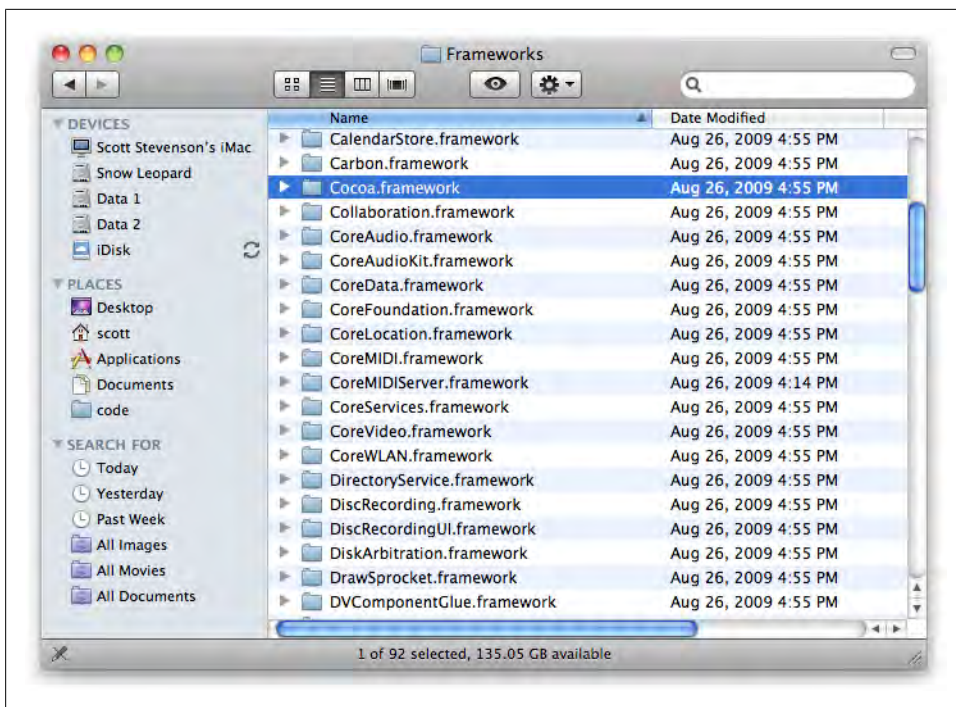 Frameworks
Name Date Modified
DEVICES
Scott Stevenson's iMac
Snow Leopard
Data 1
Data 2
iDisk
PLACES
Desktop
scott
Applications
Documents
code
SEARCH FOR
Today
Yesterday
Past Week
All Images
All Movies
All Documents
CalendarStore.framework Aug 26, 2009 4:55 PM
Carbon.framework Aug 26, 2009 4:55 PM
Cocoa.framework Aug 26, 2009 4:55 PM
Collaboration.framework Aug 26, 2009 4:55 PM
CoreAudio.framework Aug 26, 2009 4:55 PM
CoreAudioKit.framework Aug 26, 2009 4:55 PM
CoreData.framework Aug 26, 2009 4:55 PM
CoreFoundation.framework Aug 26, 2009 4:55 PM
CoreLocation.framework Aug 26, 2009 4:55 PM
CoreMIDI.framework Aug 26, 2009 4:55 PM
CoreMIDIServer.framework Aug 26, 2009 4:14 PM
CoreServices.framework Aug 26, 2009 4:55 PM
CoreVideo.framework Aug 26, 2009 4:55 PM
CoreWLAN.framework Aug 26, 2009 4:55 PM
DirectoryService.framework Aug 26, 2009 4:55 PM
DiscRecording.framework Aug 26, 2009 4:55 PM
DiscRecordingUI.framework Aug 26, 2009 4:55 PM
DiskArbitration.framework Aug 26, 2009 4:55 PM
DrawSprocket.framework Aug 26, 2009 4:55 PM
DVComponentGlue.framework Aug 26, 2009 4:55 PM
1 of 92 selected, 135.05 GB available